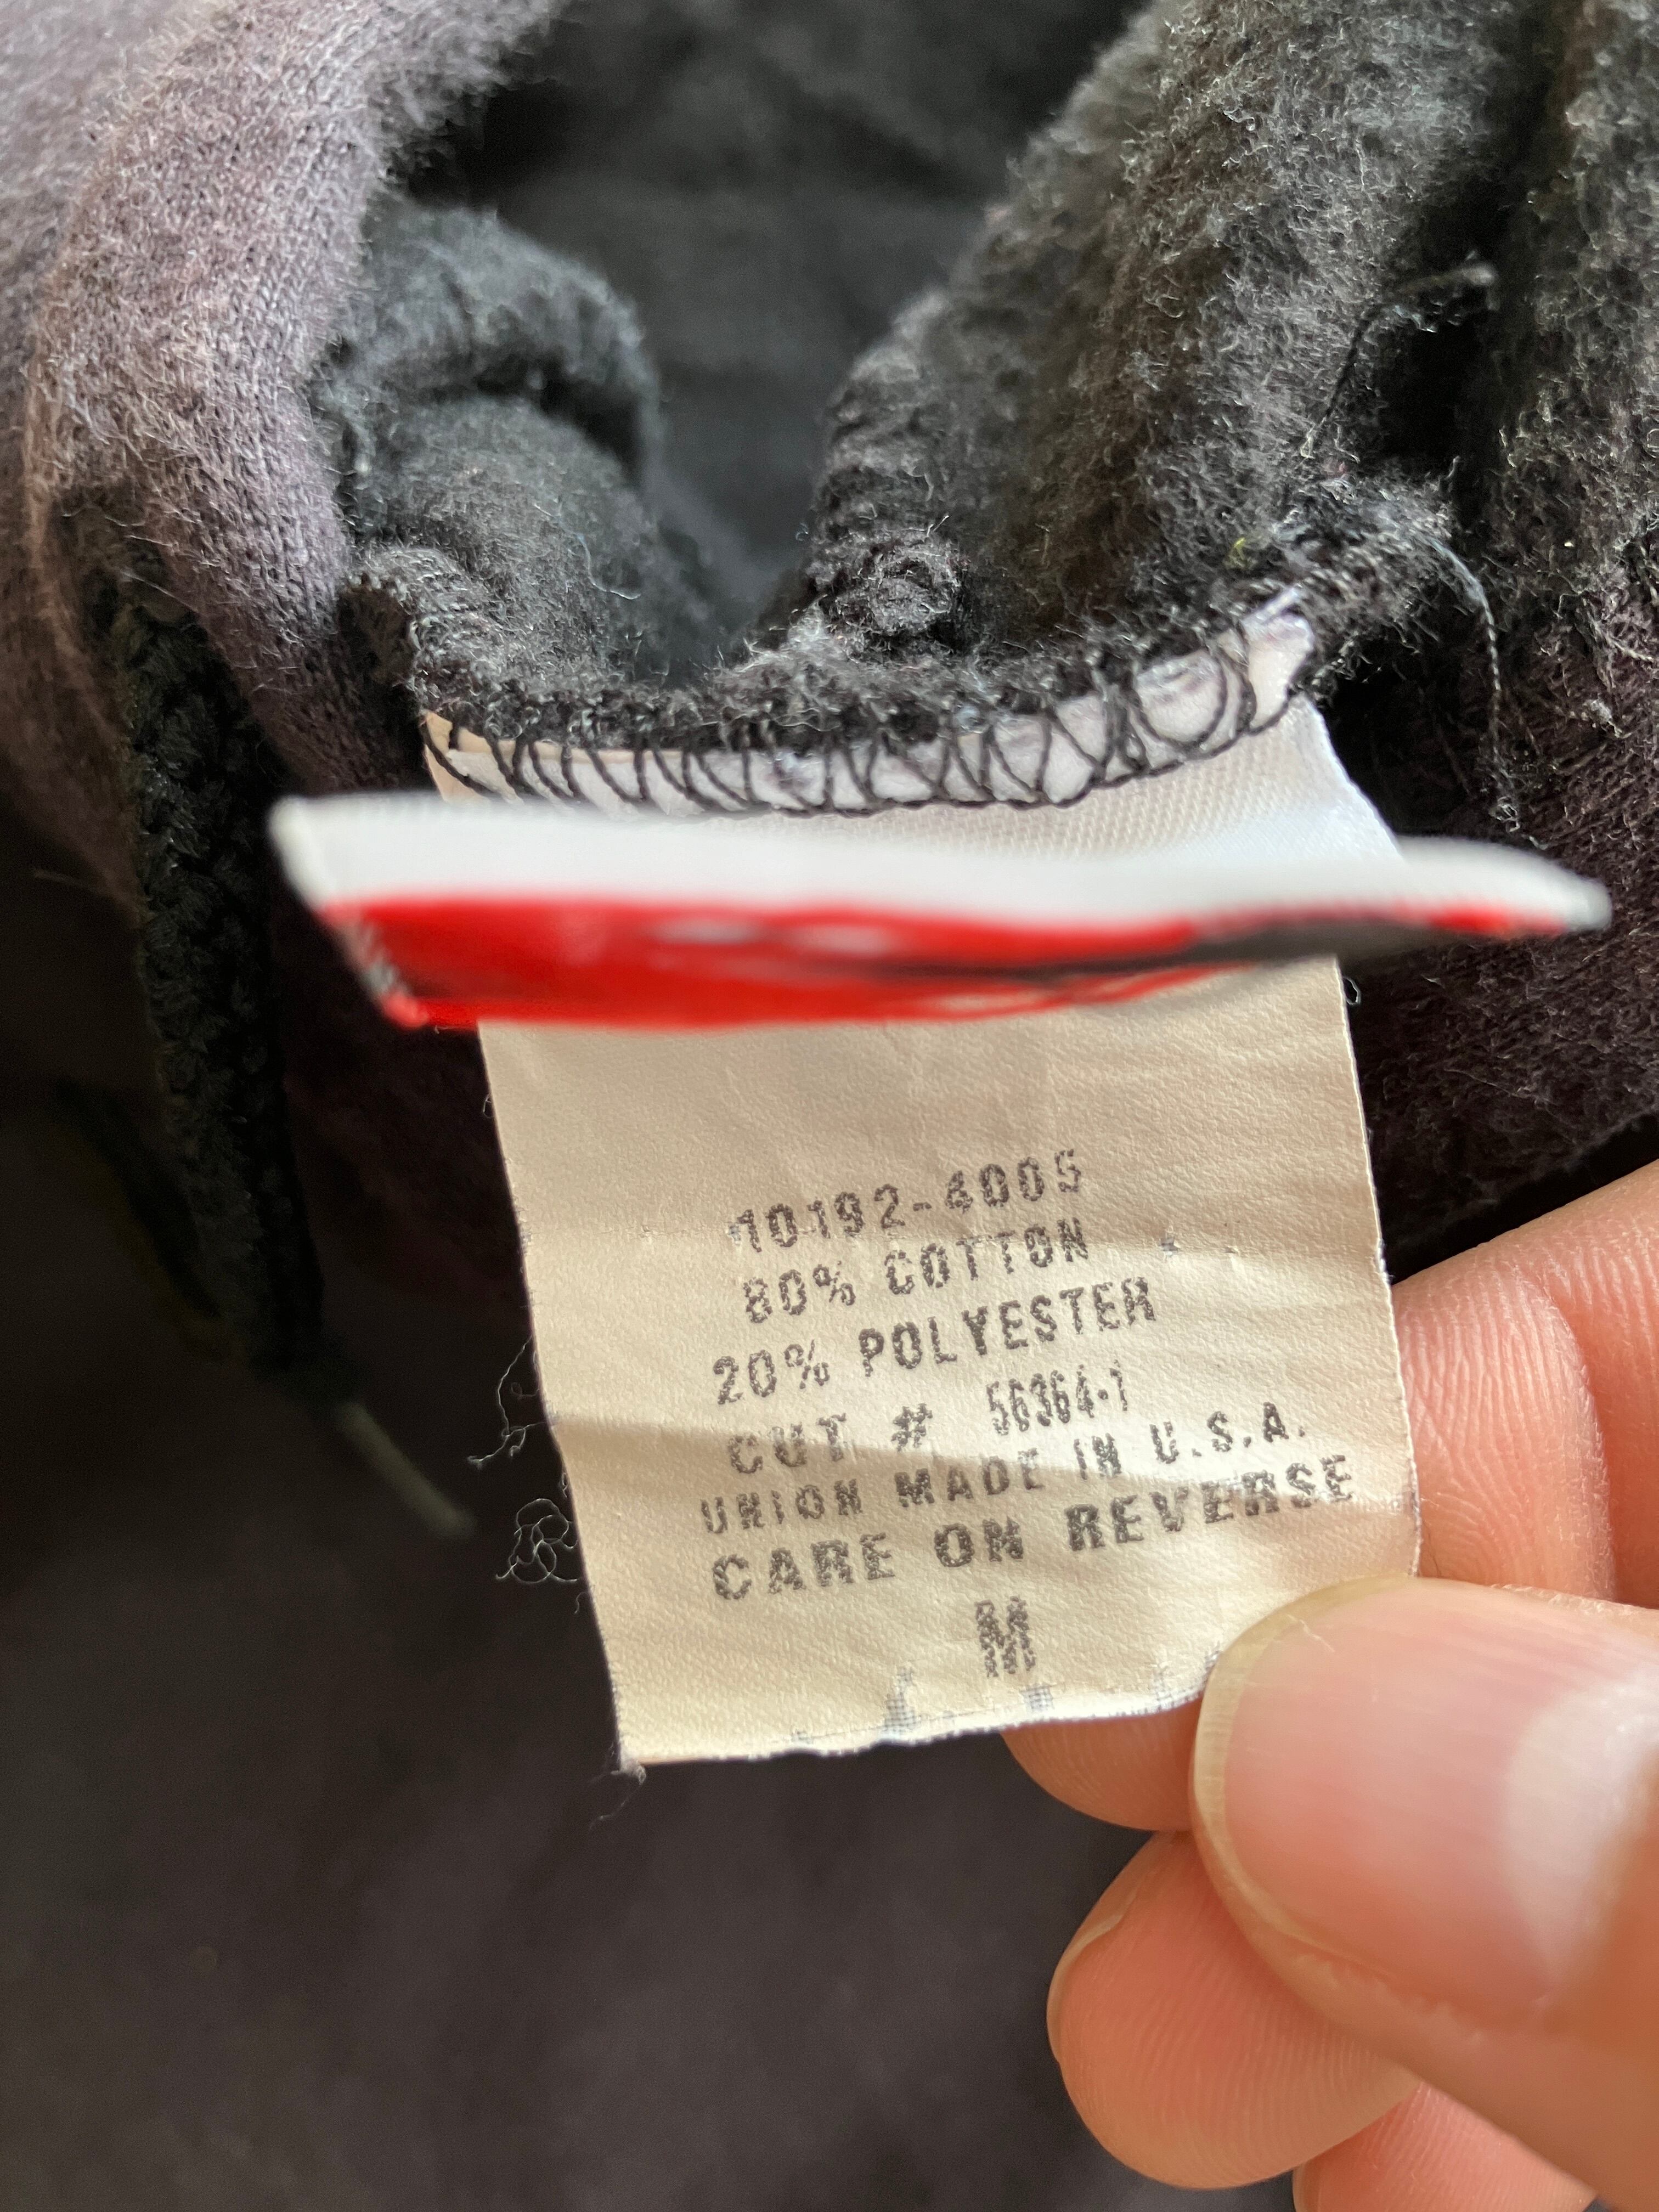 10192-4005
80% COTTON
20% POLYESTER
CUT # 56364-1
UNION MADE IN U.S.A.
CARE ON REVERSE
M